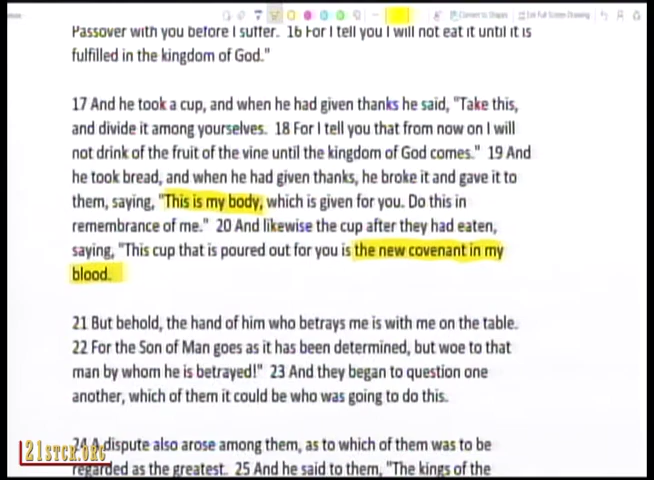 Convert to Shapes
Exit Full Screen Drawing
Passover with you before I suffer. 16 For I tell you I will not eat it until it is
fulfilled in the kingdom of God."
17 And he took a cup, and when he had given thanks he said, "Take this,
and divide it among yourselves. 18 For I tell you that from now on I will
not drink of the fruit of the vine until the kingdom of God comes." 19 And
he took bread, and when he had given thanks, he broke it and gave it to
them, saying, "This is my body, which is given for you. Do this in
remembrance of me." 20 And likewise the cup after they had eaten,
saying, "This cup that is poured out for you is the new covenant in my
blood.
21 But behold, the hand of him who betrays me is with me on the table.
22 For the Son of Man goes as it has been determined, but woe to that
man by whom he is betrayed!" 23 And they began to question one
another, which of them it could be who was going to do this.
24 A dispute also arose among them, as to which of them was to be
regarded as the greatest. 25 And he said to them, "The kings of the
21STCR.ORG